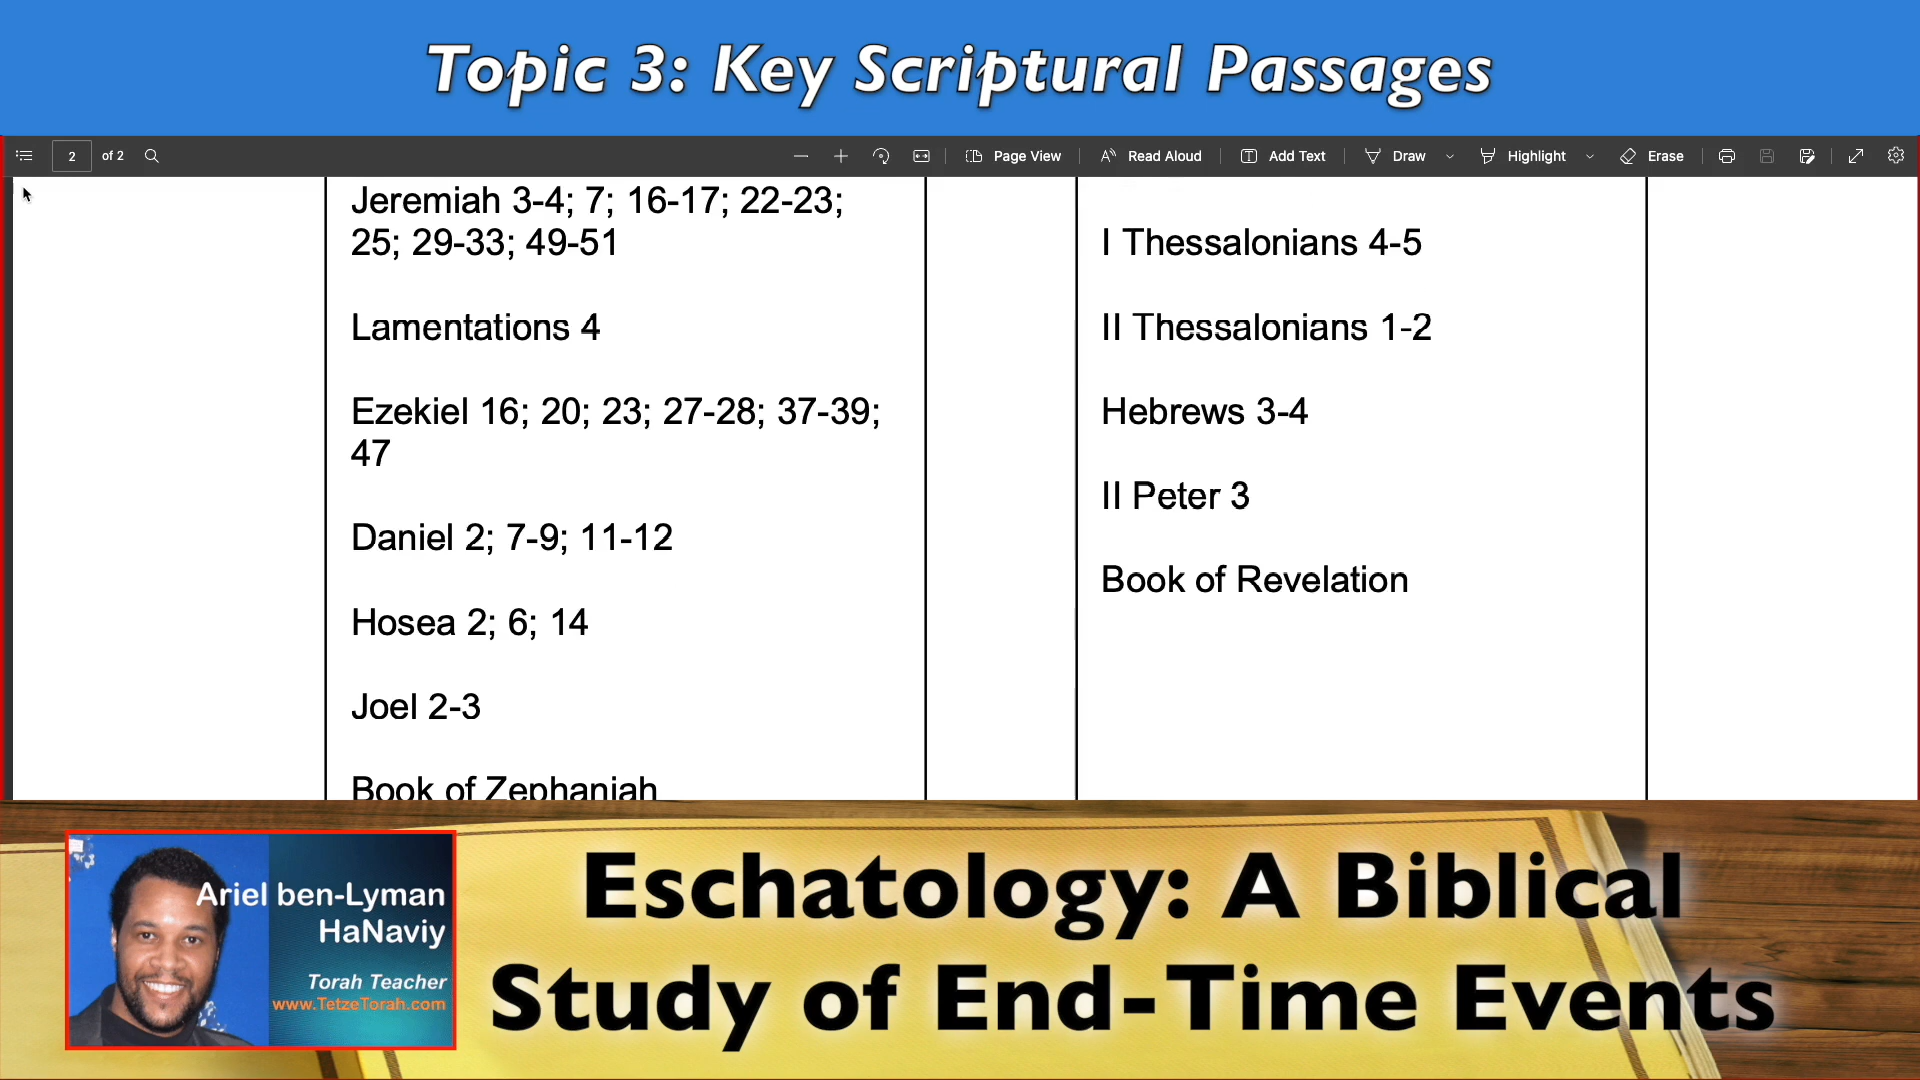 Topic 3: Key Scriptural Passages
2 of 2
Page View
Read Aloud
Add Text
Draw
Highlight
Erase
Jeremiah 3-4; 7; 16-17; 22-23;
25; 29-33; 49-51
Lamentations 4
Ezekiel 16; 20; 23; 27-28; 37-39;
47
Daniel 2; 7-9; 11-12
Hosea 2; 6; 14
Joel 2-3
Book of Zephaniah
I Thessalonians 4-5
II Thessalonians 1-2
Hebrews 3-4
II Peter 3
Book of Revelation
Ariel ben-Lyman
HaNaviy
Torah Teacher
www.TetzeTorah.com
Eschatology: A Biblical
Study of End-Time Events